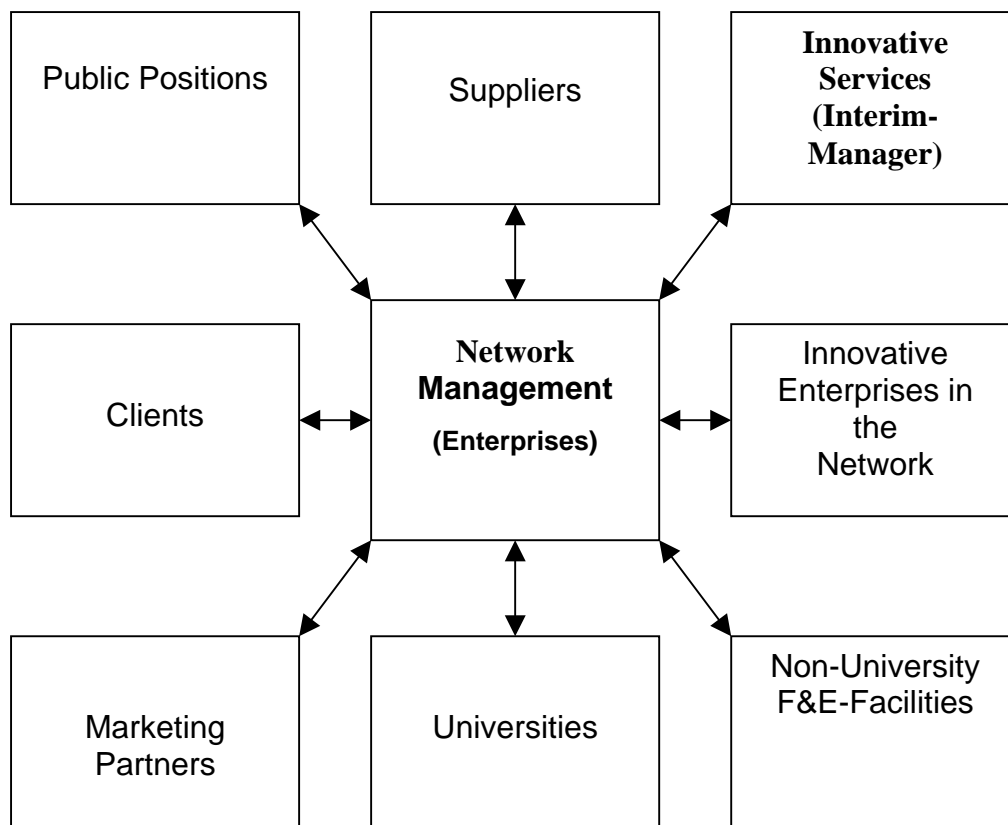 Public Positions
Suppliers
Innovative
Services
(Interim-
Manager)
Clients
Network
Management
(Enterprises)
Innovative
Enterprises in
the
Network
Marketing
Partners
Universities
Non-University
F&E-Facilities